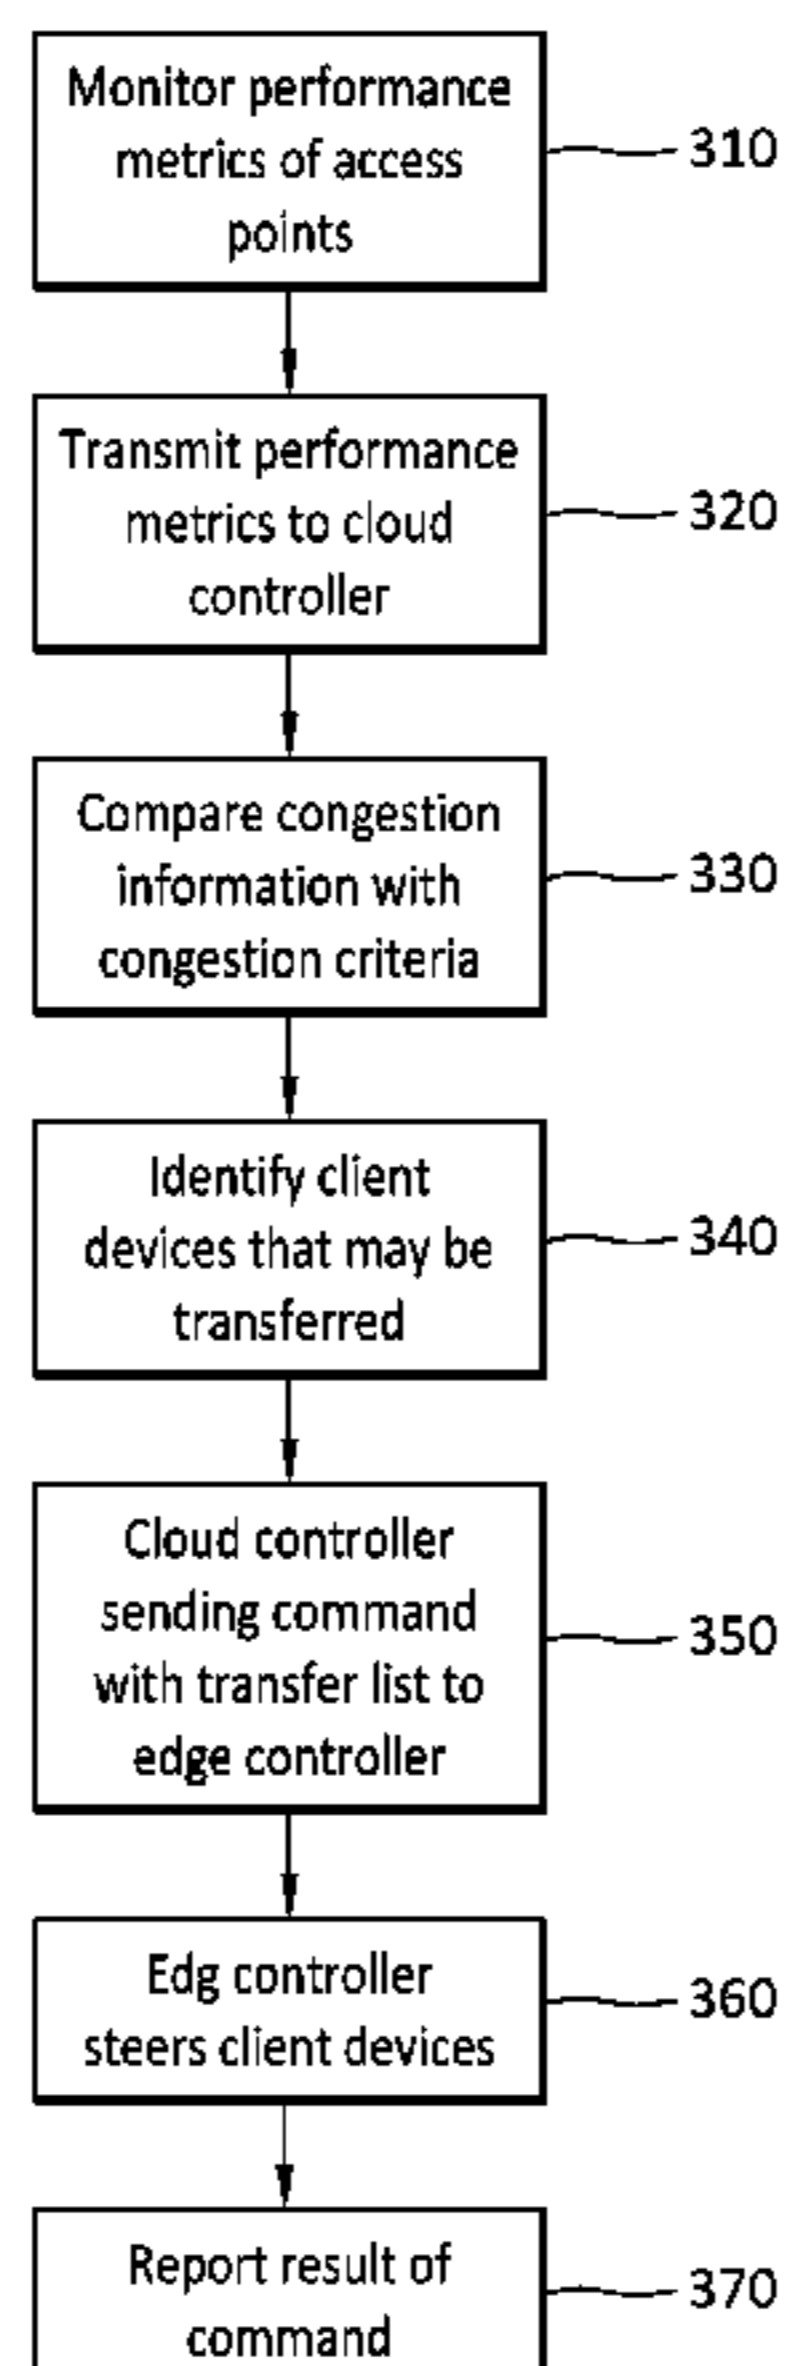 Monitor performance
metrics of access
points
310
Transmit performance
metrics to cloud
controller
320
Compare congestion
information with
congestion criteria
330
Identify client
devices that may be
transferred
340
Cloud controller
sending command
with transfer list to
edge controller
350
Edg controller
steers client devices
360
Report result of
command
370